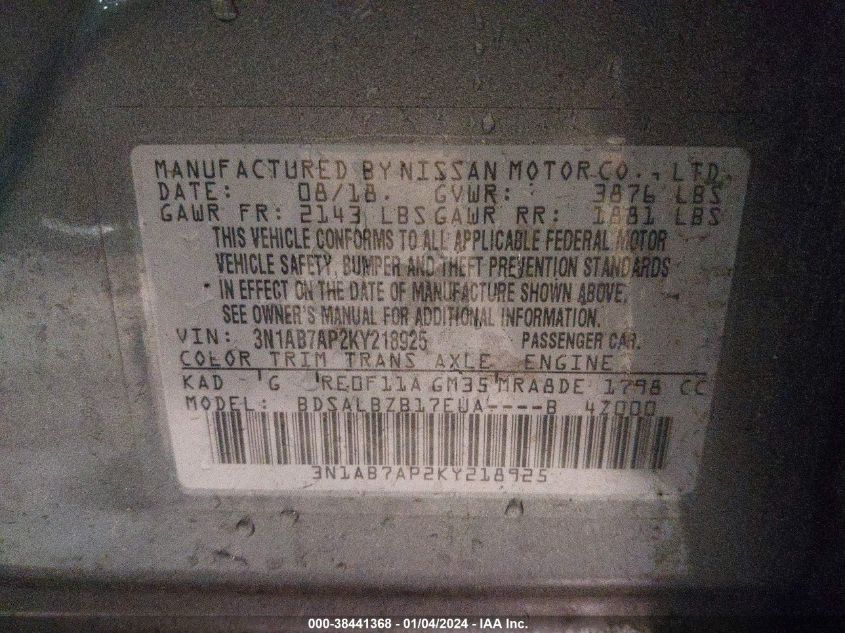 MANUFACTURED BY NISSAN MOTOR CO., LTD.
DATE: 08/18. GVWR: 3876 LBS
GAWR FR: 2143 LBS GAWR RR: 1881 LBS
THIS VEHICLE CONFORMS TO ALL APPLICABLE FEDERAL MOTOR
VEHICLE SAFETY, BUMPER AND THEFT PREVENTION STANDARDS
IN EFFECT ON THE DATE OF MANUFACTURE SHOWN ABOVE.
SEE OWNER'S MANUAL FOR ADDITIONAL INFORMATION.
VIN: 3N1AB7AP2KY218925 PASSENGER CAR.
COLOR TRIM TRANS AXLE ENGINE
KAD G RE0F11A GM35 MRA8DE 1798 CC
MODEL: BDSALBZB17EUA----B 4Z000
3N1AB7AP2KY218925
000-38441368 - 01/04/2024 - IAA Inc.